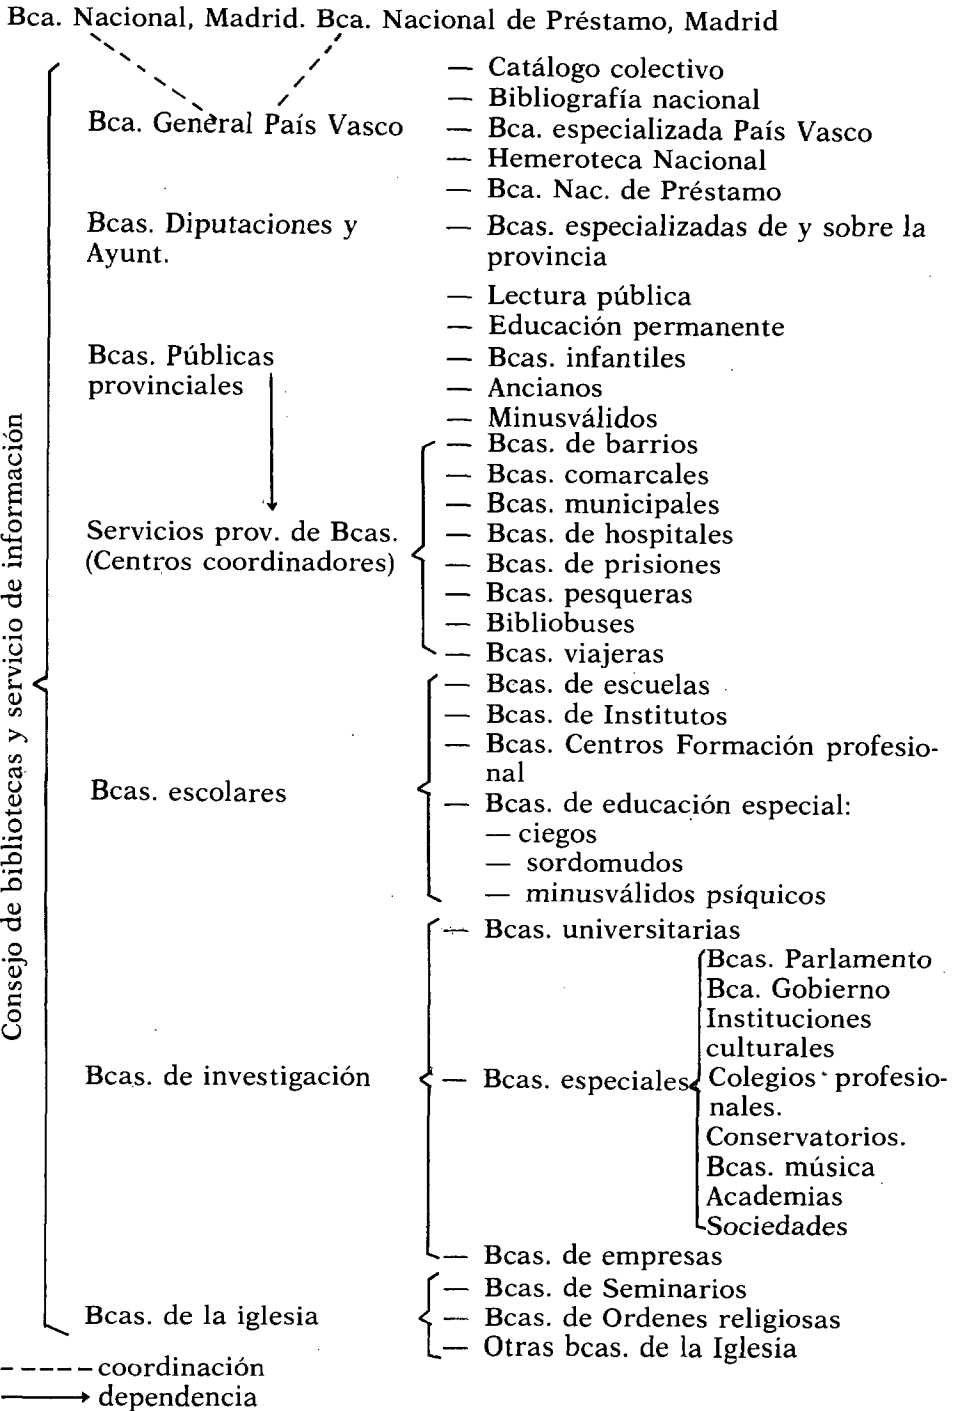 Bca. Nacional, Madrid. Bca. Nacional de Préstamo, Madrid
Consejo de bibliotecas y servicio de información
Bca. General País Vasco
— Catálogo colectivo
— Bibliografía nacional
— Bca. especializada País Vasco
— Hemeroteca Nacional
— Bca. Nac. de Préstamo
Bcas. Diputaciones y
Ayunt.
— Bcas. especializadas de y sobre la
provincia
Bcas. Públicas
provinciales
— Lectura pública
— Educación permanente
— Bcas. infantiles
— Ancianos
— Minusválidos
Servicios prov. de Bcas.
(Centros coordinadores)
— Bcas. de barrios
— Bcas. comarcales
— Bcas. municipales
— Bcas. de hospitales
— Bcas. de prisiones
— Bcas. pesqueras
— Bibliobuses
— Bcas. viajeras
Bcas. escolares
— Bcas. de escuelas
— Bcas. de Institutos
— Bcas. Centros Formación profesio-
nal
— Bcas. de educación especial:
— ciegos
— sordomudos
— minusválidos psíquicos
Bcas. de investigación
— Bcas. universitarias
— Bcas. especiales
Bcas. Parlamento
Bca. Gobierno
Instituciones
culturales
Colegios profesio-
nales.
Conservatorios.
Bcas. música
Academias
Sociedades
— Bcas. de empresas
Bcas. de la iglesia
— Bcas. de Seminarios
— Bcas. de Ordenes religiosas
— Otras bcas. de la Iglesia
coordinación
dependencia